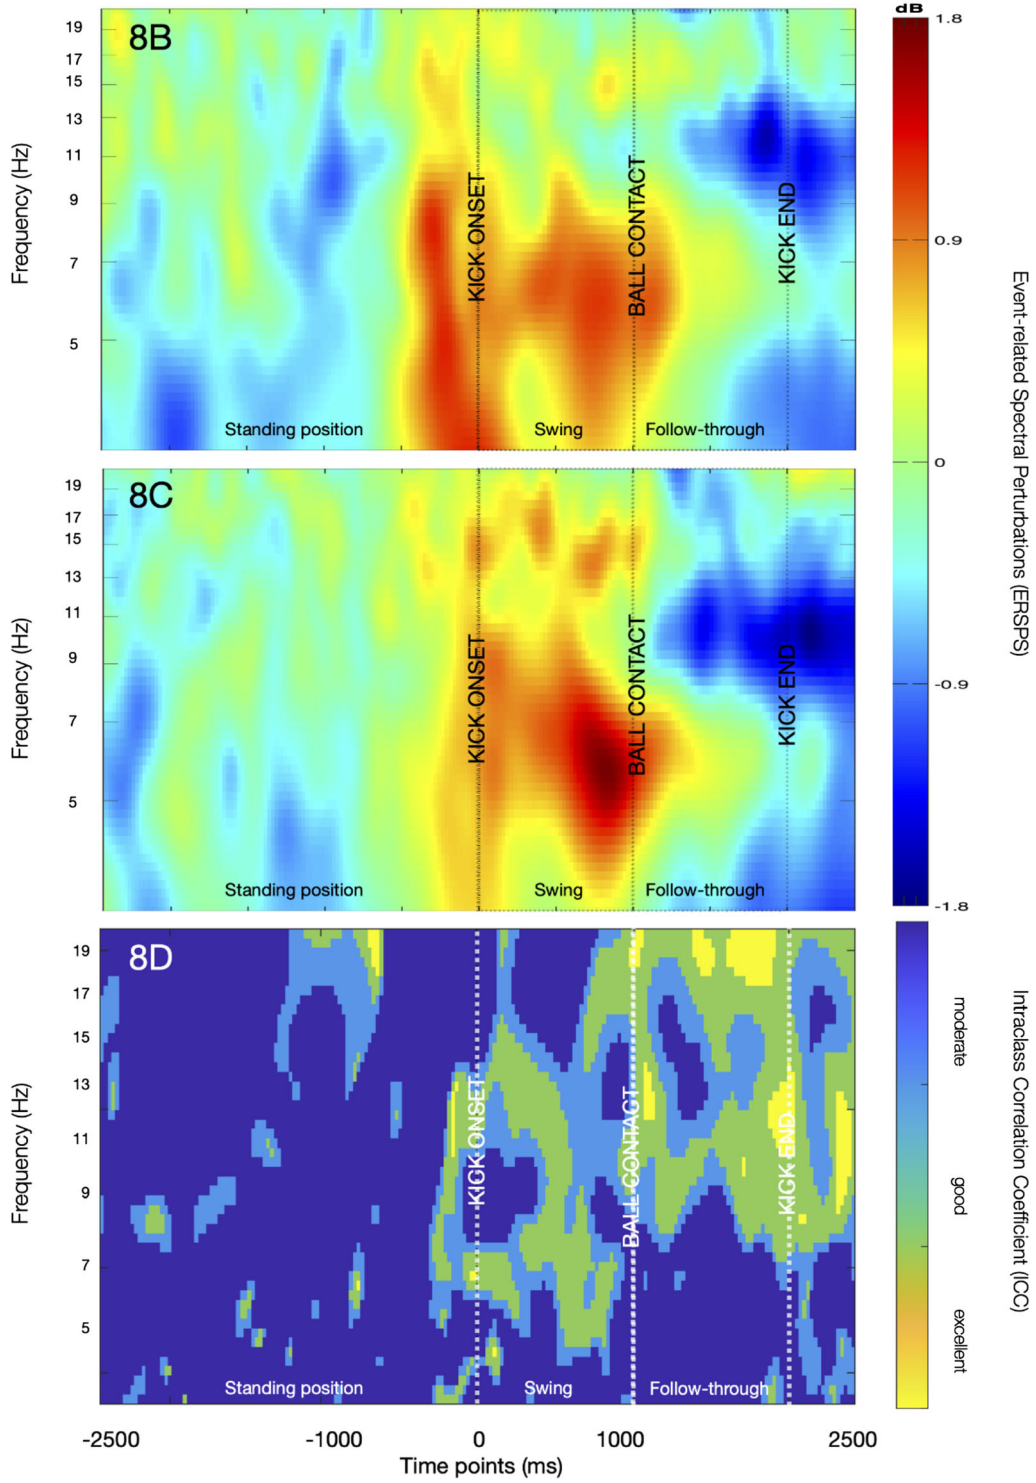 dB
8B
19
17
15
13
11
9
7
5
Frequency (Hz)
KICK ONSET
BALL CONTACT
KICK END
Standing position
Swing
Follow-through
1.8
0.9
0
-0.9
-1.8
Event-related Spectral Perturbations (ERSPS)
8C
19
17
15
13
11
9
7
5
Frequency (Hz)
KICK ONSET
BALL CONTACT
KICK END
Standing position
Swing
Follow-through
8D
19
17
15
13
11
9
7
5
Frequency (Hz)
KICK ONSET
BALL CONTACT
KICK END
Standing position
Swing
Follow-through
moderate
good
excellent
Intraclass Correlation Coefficient (ICC)
-2500
-1000
0
1000
2500
Time points (ms)